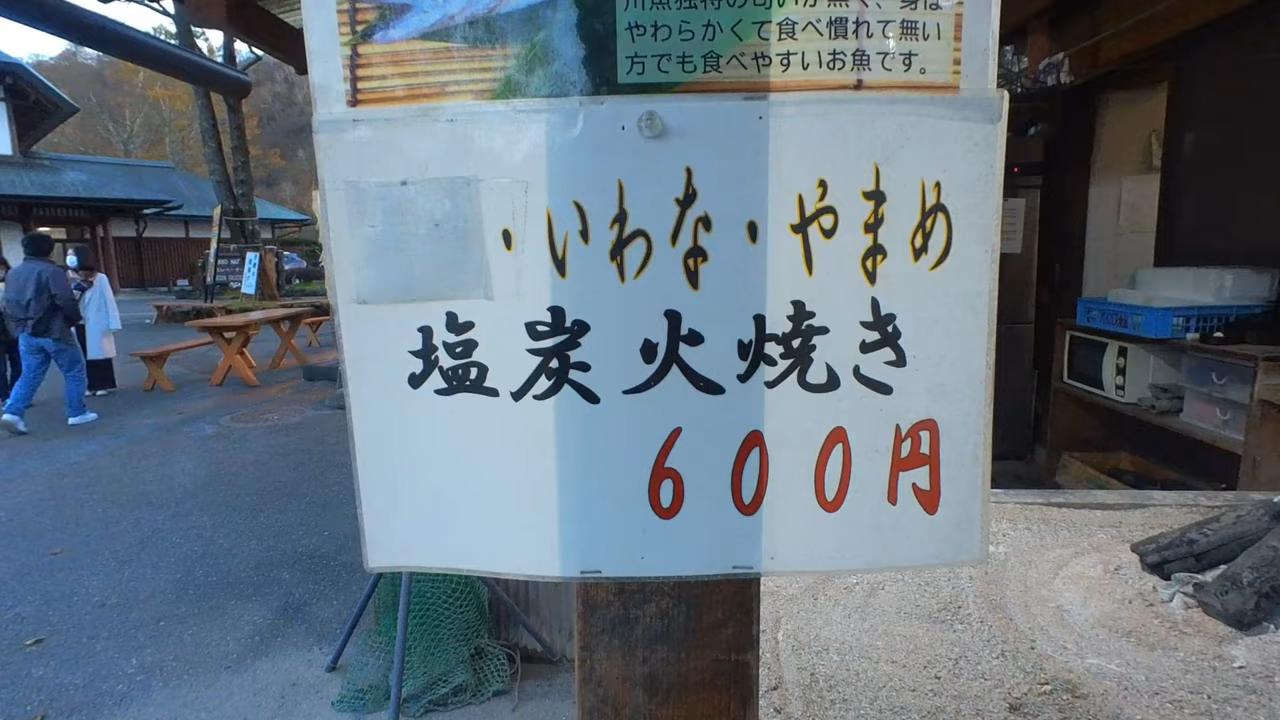 川魚独特の匂いが無く、身は
やわらかくて食べ慣れて無い
方でも食べやすいお魚です。
・いわな・やまめ
塩炭火焼き
600円